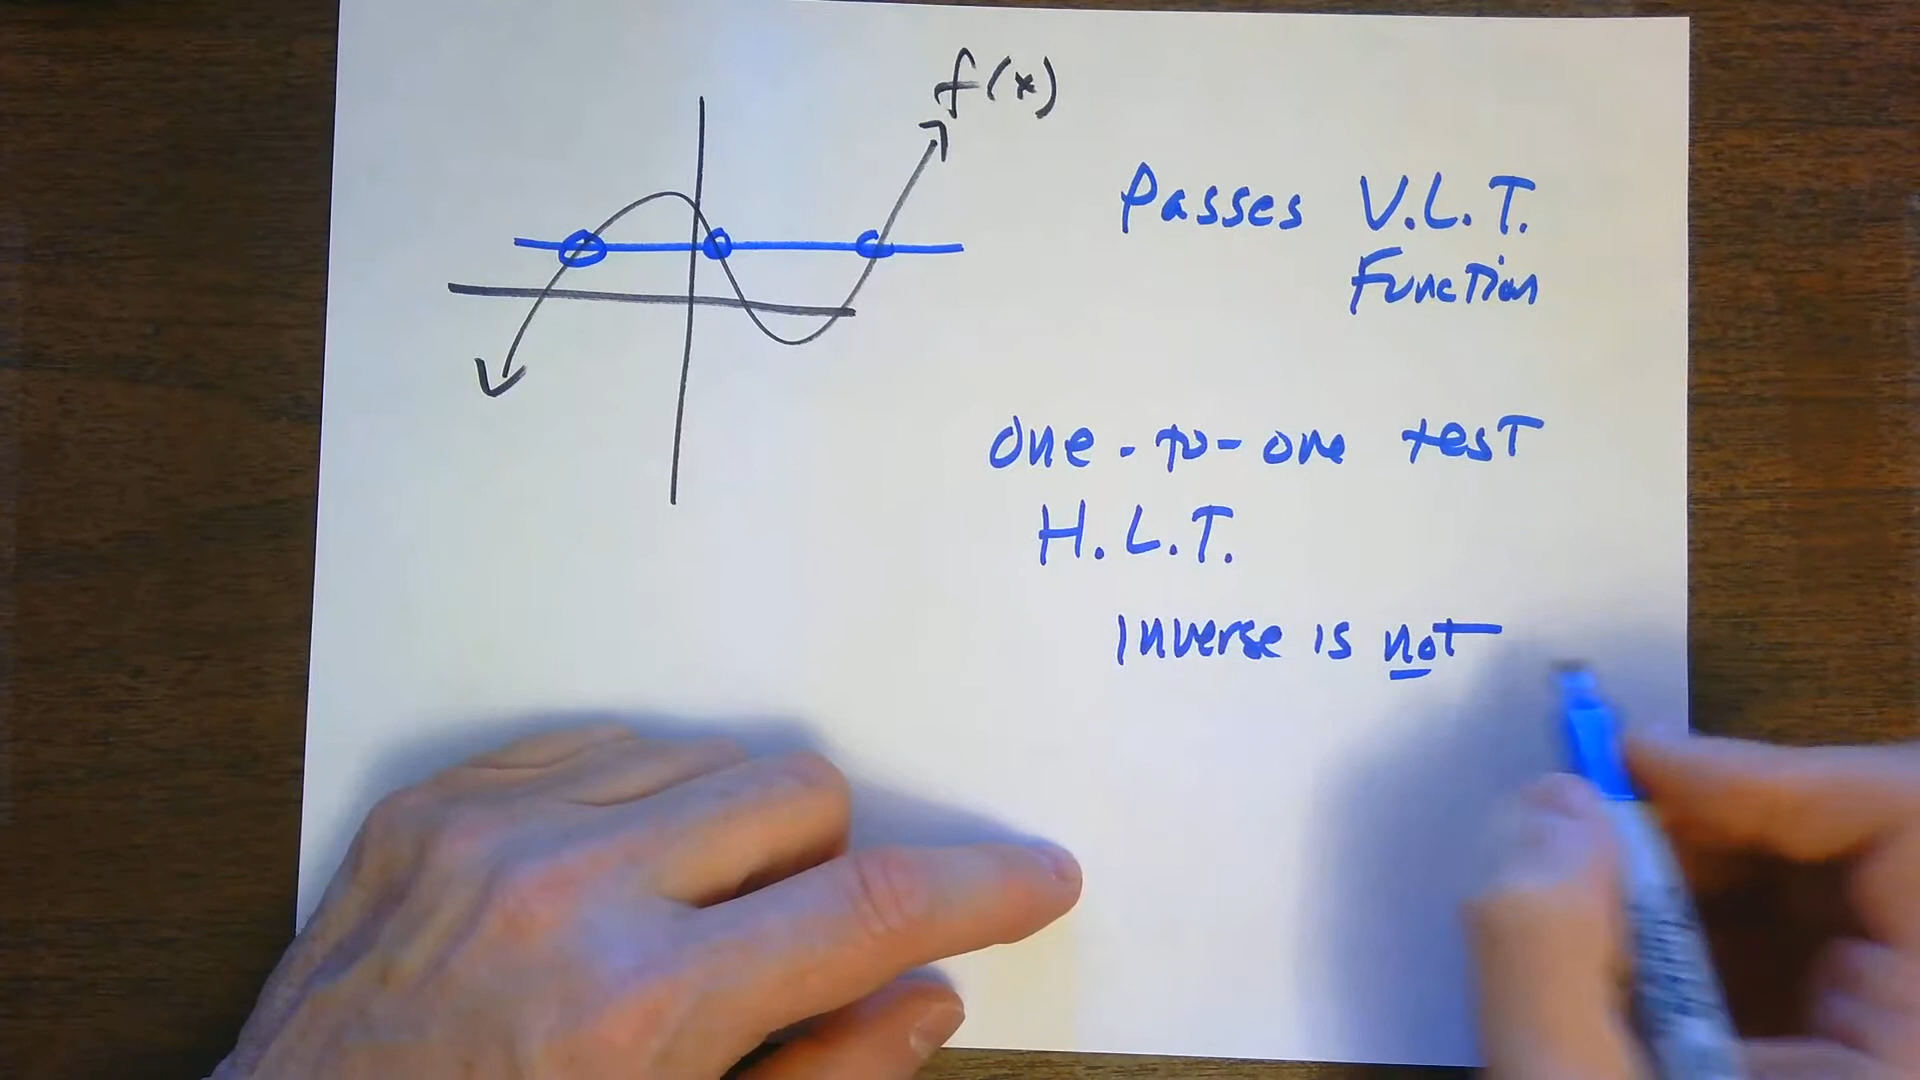 f(x)
Passes V.L.T.
Function
One-to-one test
H.L.T.
Inverse is not